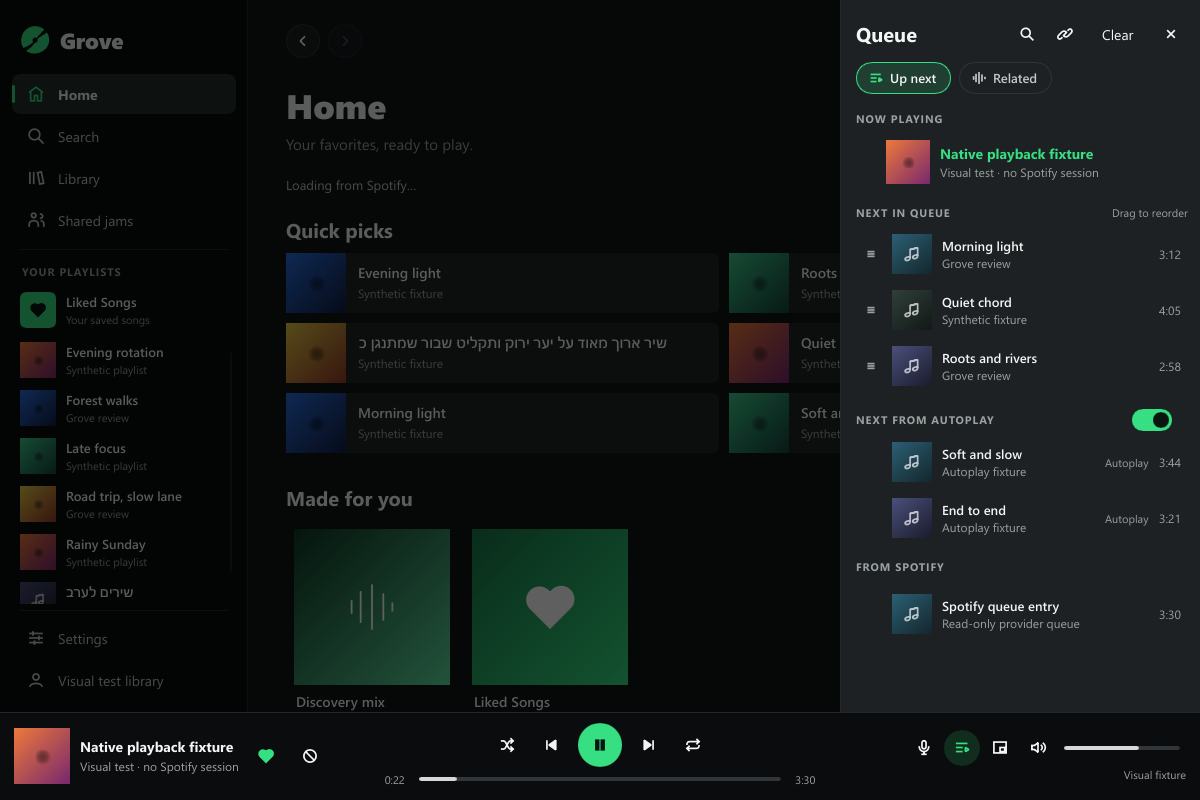 Grove
Home
Search
Library
Shared jams
YOUR PLAYLISTS
Liked Songs
Your saved songs
Evening rotation
Synthetic playlist
Forest walks
Grove review
Late focus
Synthetic playlist
Road trip, slow lane
Grove review
Rainy Sunday
Synthetic playlist
שירים לערב
Settings
Visual test library
Home
Your favorites, ready to play.
Loading from Spotify...
Quick picks
Evening light
Synthetic fixture
Roots
שיר ארוך מאוד על יער ירוק ותקליט שבור שמתנגן כ
Synthetic fixture
Quiet
Morning light
Synthetic fixture
Made for you
Discovery mix
Liked Songs
Queue
Clear
Up next
Related
NOW PLAYING
Native playback fixture
Visual test · no Spotify session
NEXT IN QUEUE
Drag to reorder
Morning light
Grove review
3:12
Quiet chord
Synthetic fixture
4:05
Roots and rivers
Grove review
2:58
NEXT FROM AUTOPLAY
Soft and slow
Autoplay fixture
Autoplay 3:44
End to end
Autoplay fixture
Autoplay 3:21
FROM SPOTIFY
Spotify queue entry
Read-only provider queue
3:30
Native playback fixture
Visual test · no Spotify session
0:22
3:30
Visual fixture